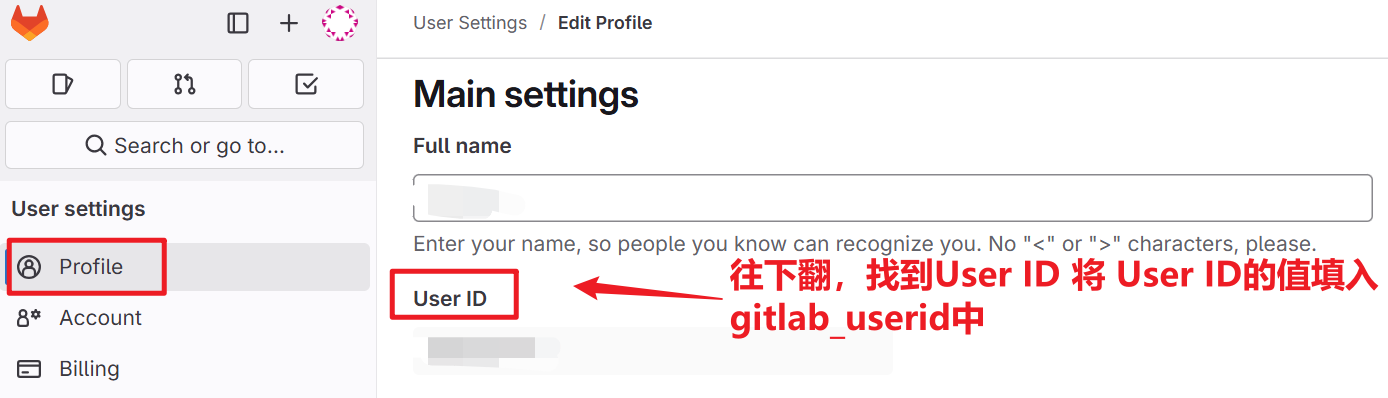 User Settings / Edit Profile
Search or go to...
User settings
Profile
Account
Billing
Main settings
Full name
Enter your name, so people you know can recognize you. No "<" or ">" characters, please.
User ID
往下翻，找到User ID 将 User ID的值填入
gitlab_userid中